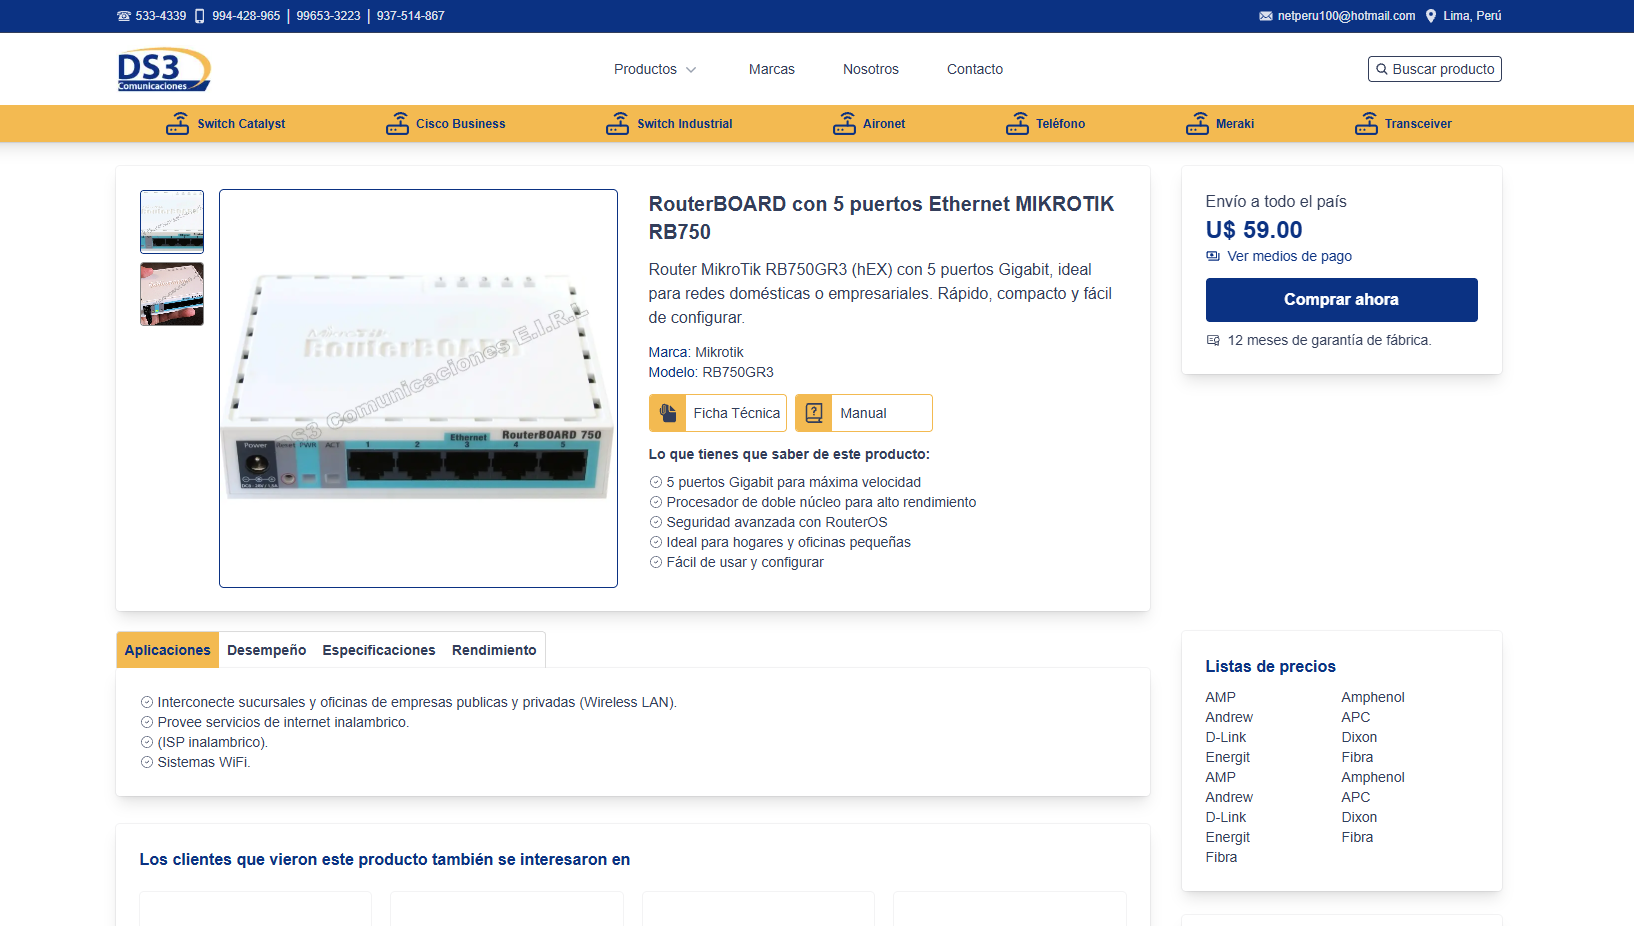 533-4339 994-428-965 | 99653-3223 | 937-514-867
netperu100@hotmail.com Lima, Perú
DS3
Comunicaciones
Productos Marcas Nosotros Contacto
Buscar producto
Switch Catalyst Cisco Business Switch Industrial Aironet Teléfono Meraki Transceiver
MikroTik
RouterBOARD
DS3 Comunicaciones E.I.R.L
Ethernet RouterBOARD 750
Power Reset PWR ACT 1 2 3 4 5
RouterBOARD con 5 puertos Ethernet MIKROTIK
RB750
Router MikroTik RB750GR3 (hEX) con 5 puertos Gigabit, ideal
para redes domésticas o empresariales. Rápido, compacto y fácil
de configurar.
Marca: Mikrotik
Modelo: RB750GR3
Ficha Técnica Manual
Lo que tienes que saber de este producto:
5 puertos Gigabit para máxima velocidad
Procesador de doble núcleo para alto rendimiento
Seguridad avanzada con RouterOS
Ideal para hogares y oficinas pequeñas
Fácil de usar y configurar
Envío a todo el país
U$ 59.00
Ver medios de pago
Comprar ahora
12 meses de garantía de fábrica.
Aplicaciones Desempeño Especificaciones Rendimiento
Interconecte sucursales y oficinas de empresas publicas y privadas (Wireless LAN).
Provee servicios de internet inalambrico.
(ISP inalambrico).
Sistemas WiFi.
Listas de precios
AMP Amphenol
Andrew APC
D-Link Dixon
Energit Fibra
AMP Amphenol
Andrew APC
D-Link Dixon
Energit Fibra
Fibra
Los clientes que vieron este producto también se interesaron en